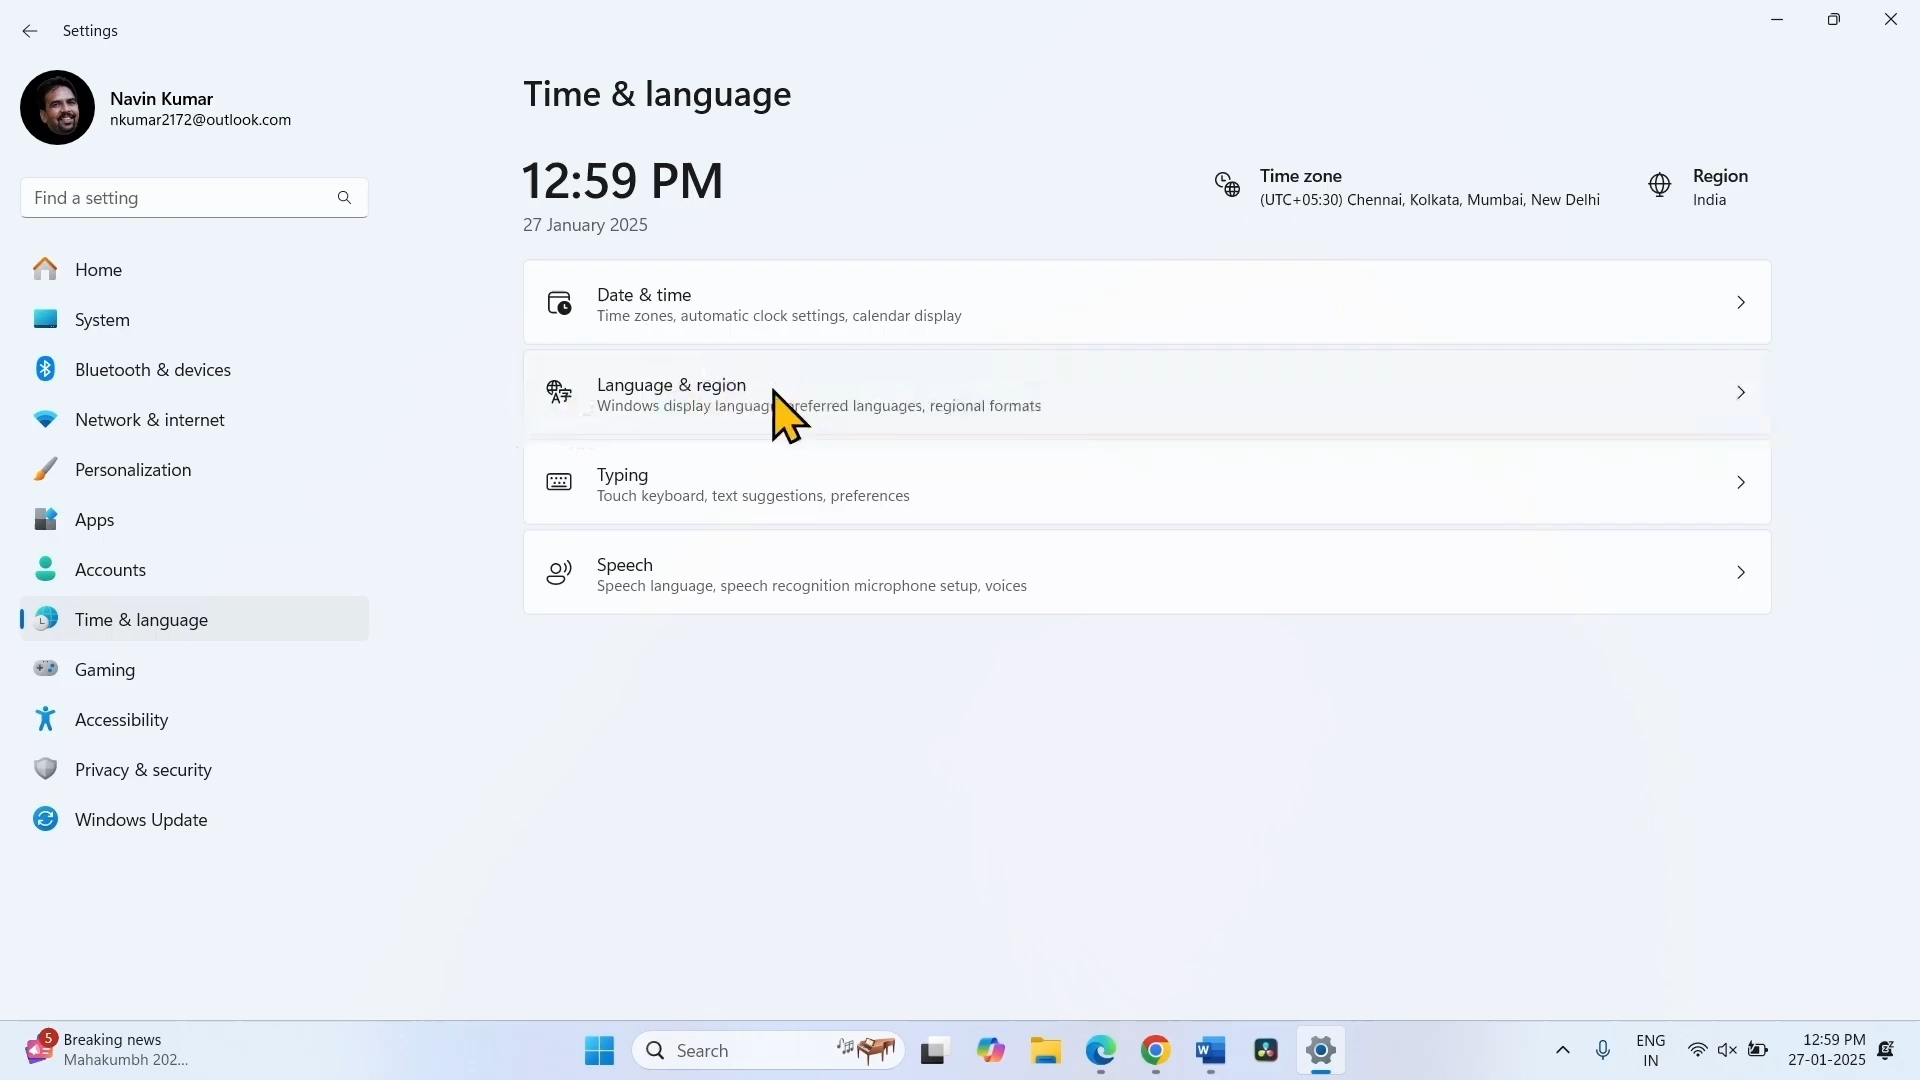 Settings
Navin Kumar
nkumar2172@outlook.com
Find a setting
Home
System
Bluetooth & devices
Network & internet
Personalization
Apps
Accounts
Time & language
Gaming
Accessibility
Privacy & security
Windows Update
Time & language
12:59 PM
27 January 2025
Time zone
(UTC+05:30) Chennai, Kolkata, Mumbai, New Delhi
Region
India
Date & time
Time zones, automatic clock settings, calendar display
Language & region
Windows display languag referred languages, regional formats
Typing
Touch keyboard, text suggestions, preferences
Speech
Speech language, speech recognition microphone setup, voices
5
Breaking news
Mahakumbh 202...
Search
ENG
IN
12:59 PM
27-01-2025